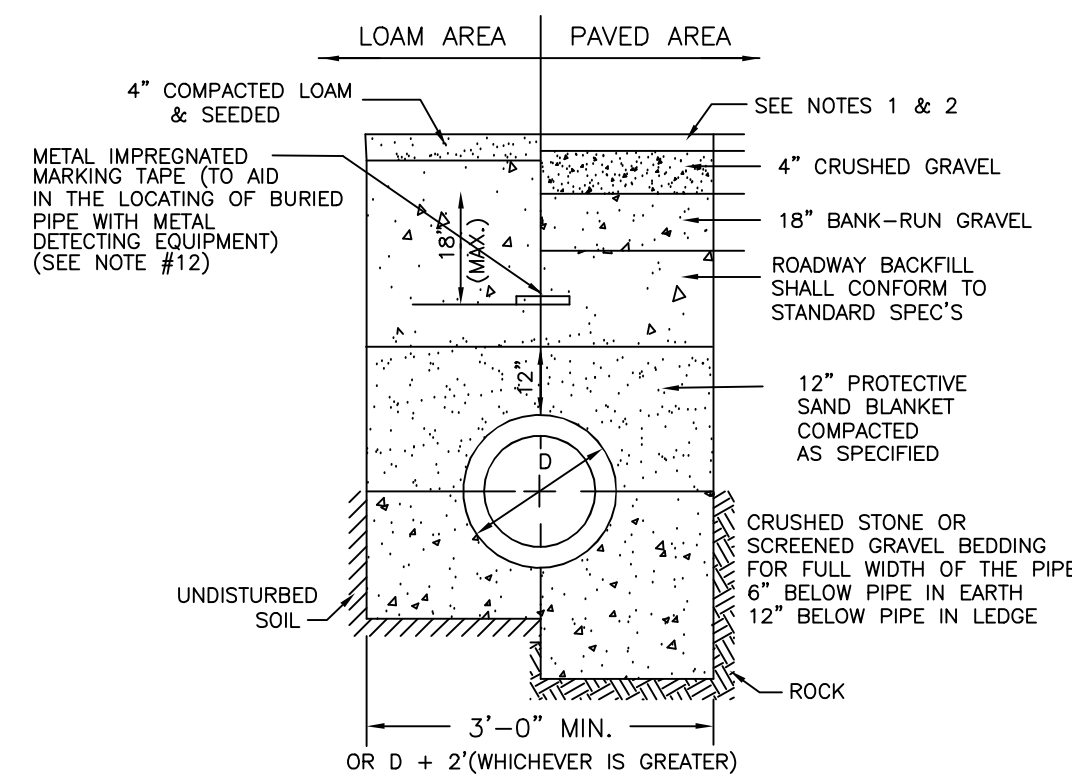 LOAM AREA
PAVED AREA
4” COMPACTED LOAM
& SEEDED
SEE NOTES 1 & 2
METAL IMPREGNATED
MARKING TAPE (TO AID
IN THE LOCATING OF BURIED
PIPE WITH METAL
DETECTING EQUIPMENT)
(SEE NOTE #12)
4” CRUSHED GRAVEL
18” BANK-RUN GRAVEL
18”
(MAX.)
ROADWAY BACKFILL
SHALL CONFORM TO
STANDARD SPEC'S
12”
12” PROTECTIVE
SAND BLANKET
COMPACTED
AS SPECIFIED
D
CRUSHED STONE OR
SCREENED GRAVEL BEDDING
FOR FULL WIDTH OF THE PIPE
6” BELOW PIPE IN EARTH
12” BELOW PIPE IN LEDGE
UNDISTURBED
SOIL
ROCK
3'-0” MIN.
OR D + 2'(WHICHEVER IS GREATER)